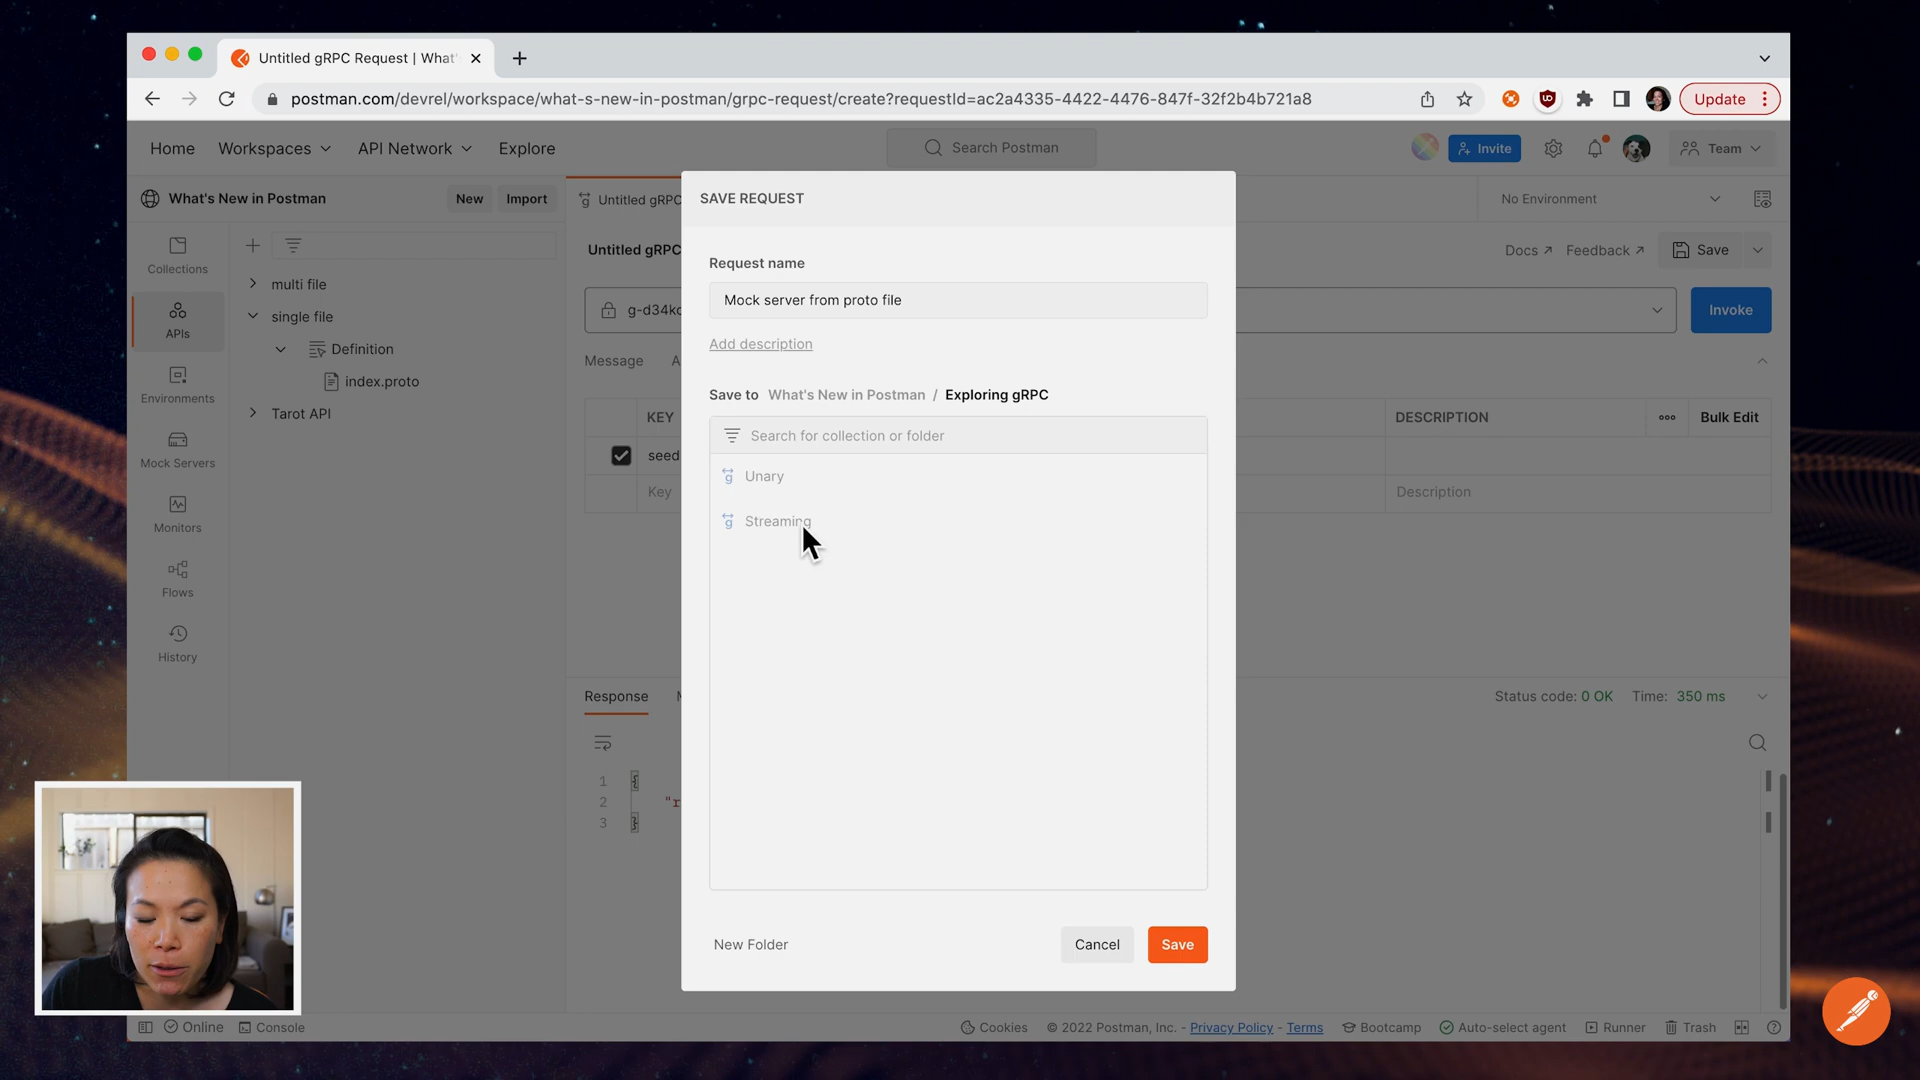 Untitled gRPC Request | What'
postman.com/devrel/workspace/what-s-new-in-postman/grpc-request/create?requestId=ac2a4335-4422-4476-847f-32f2b4b721a8
Update
Home
Workspaces
API Network
Explore
Search Postman
Invite
Team
What's New in Postman
New
Import
Untitled gRPC
No Environment
SAVE REQUEST
Collections
APIs
Environments
Mock Servers
Monitors
Flows
History
multi file
single file
Definition
index.proto
Tarot API
Untitled gRPC
Docs
Feedback
Save
g-d34kc
Invoke
Message
A
KEY
DESCRIPTION
Bulk Edit
seed
Key
Description
Request name
Mock server from proto file
Add description
Save to What's New in Postman / Exploring gRPC
Search for collection or folder
Unary
Streaming
New Folder
Cancel
Save
Response
Status code: 0 OK
Time: 350 ms
1 {
2 "r
3 }
Online
Console
Cookies
© 2022 Postman, Inc. - Privacy Policy - Terms
Bootcamp
Auto-select agent
Runner
Trash